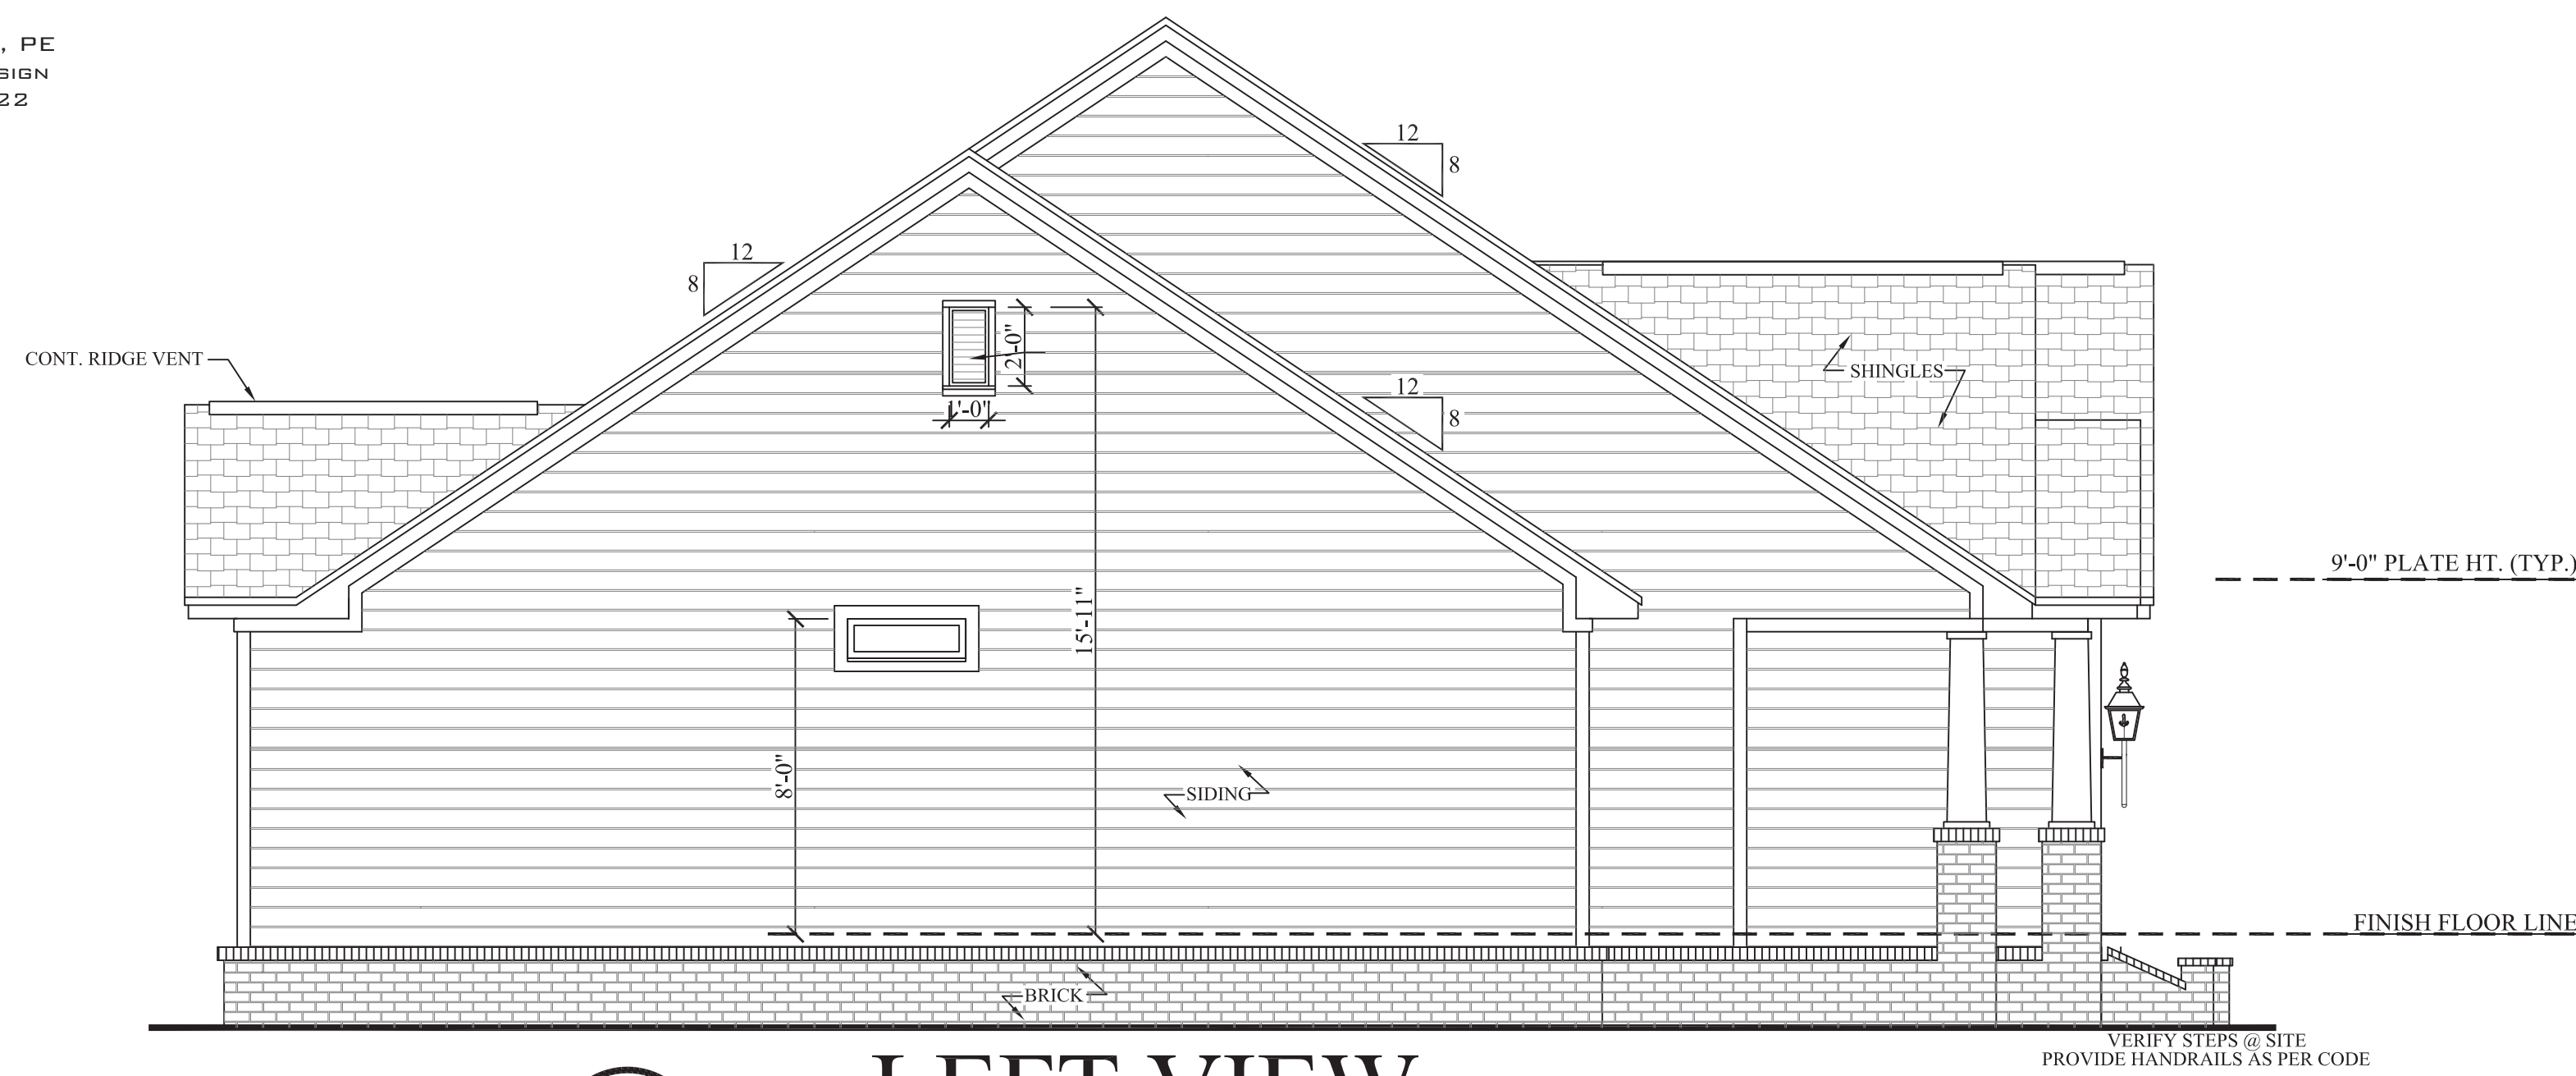 , PE
SIGN
22
12
8
12
8
CONT. RIDGE VENT
2'-0"
1'-0"
12
8
SHINGLES
9'-0" PLATE HT. (TYP.)
15'-11"
8'-0"
SIDING
FINISH FLOOR LINE
BRICK
VERIFY STEPS @ SITE
PROVIDE HANDRAILS AS PER CODE
LEFT VIEW